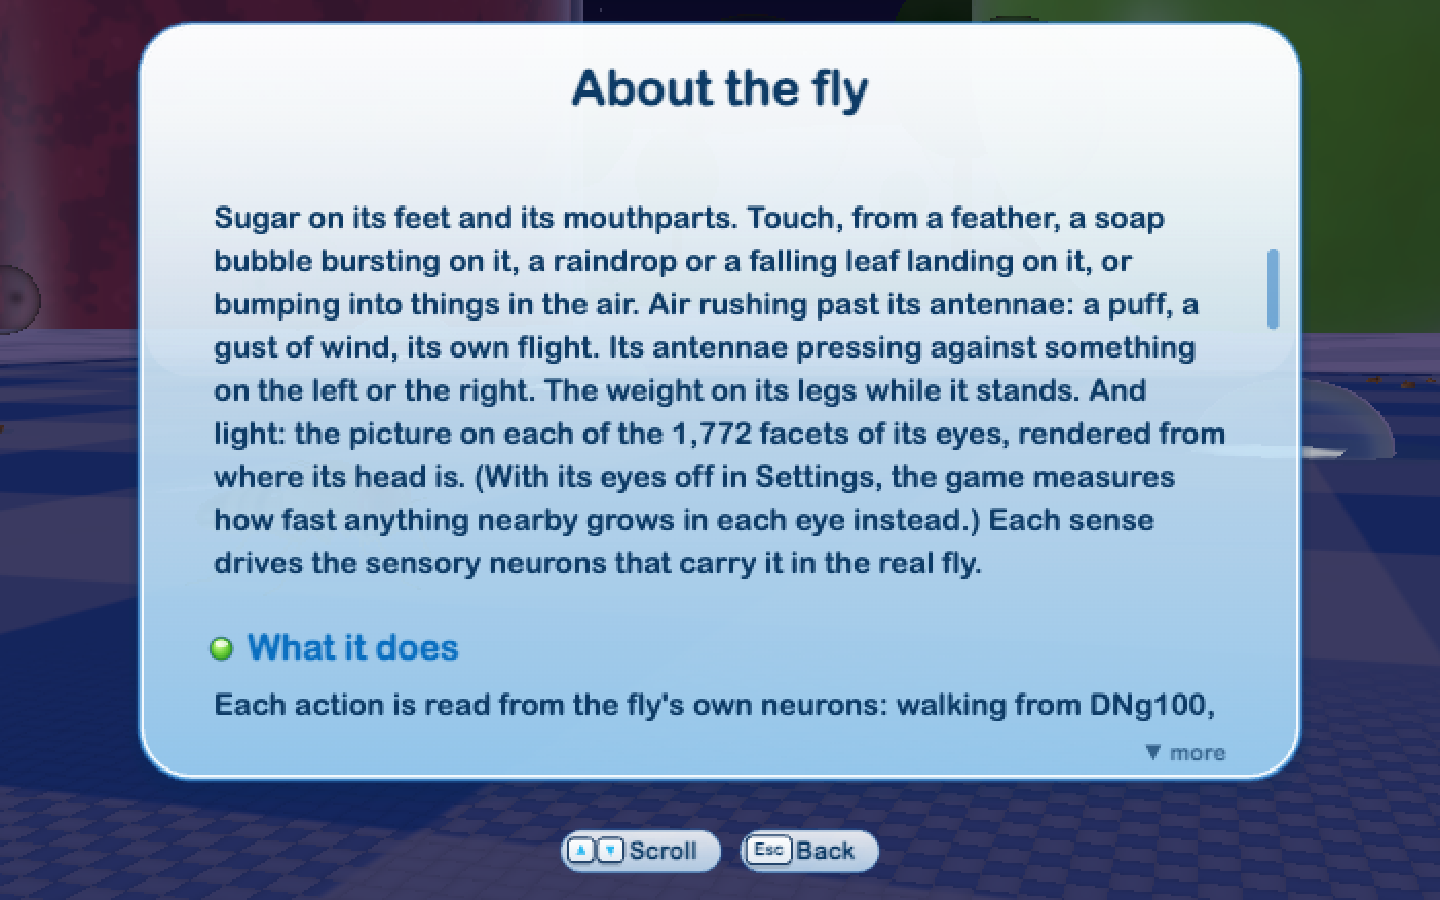 About the fly
Sugar on its feet and its mouthparts. Touch, from a feather, a soap
bubble bursting on it, a raindrop or a falling leaf landing on it, or
bumping into things in the air. Air rushing past its antennae: a puff, a
gust of wind, its own flight. Its antennae pressing against something
on the left or the right. The weight on its legs while it stands. And
light: the picture on each of the 1,772 facets of its eyes, rendered from
where its head is. (With its eyes off in Settings, the game measures
how fast anything nearby grows in each eye instead.) Each sense
drives the sensory neurons that carry it in the real fly.
What it does
Each action is read from the fly's own neurons: walking from DNg100,
▼ more
▲ ▼ Scroll Esc Back